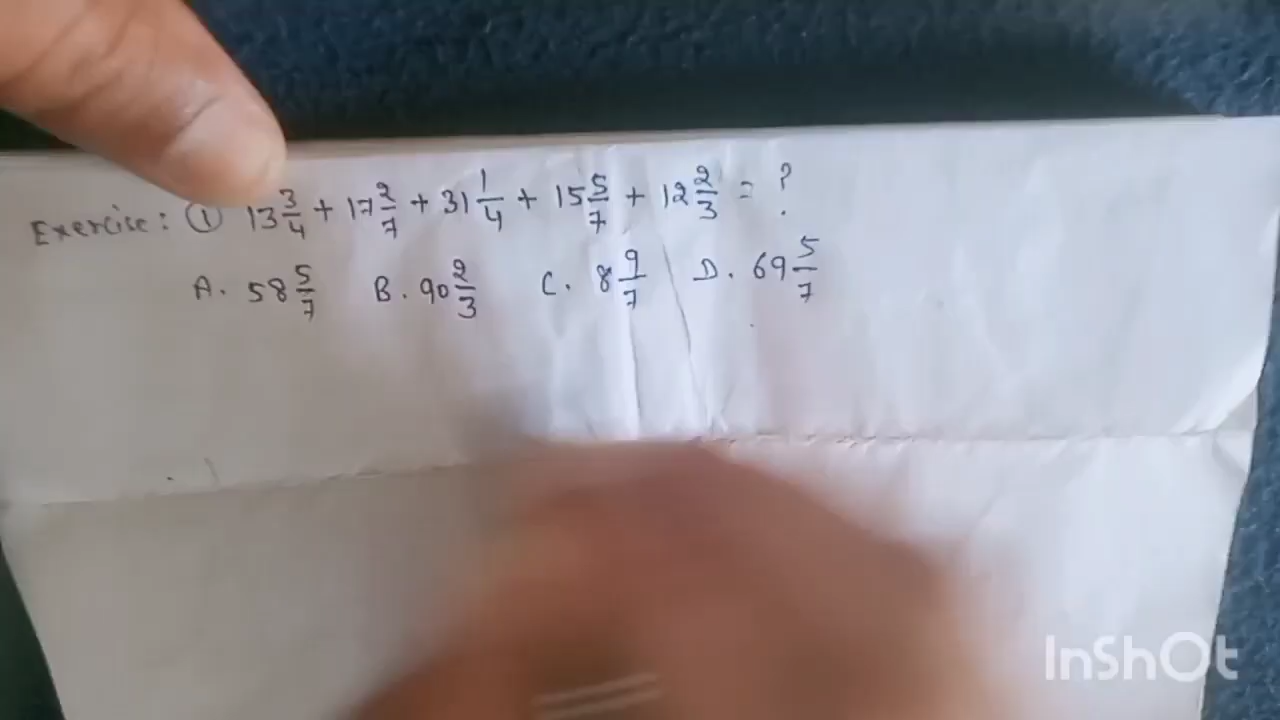 Exercise: ① 13 3/4 + 17 2/7 + 31 1/4 + 15 5/7 + 12 2/3 = ?
A. 58 5/7 B. 90 2/3 C. 8 9/7 D. 69 5/7
InShOt